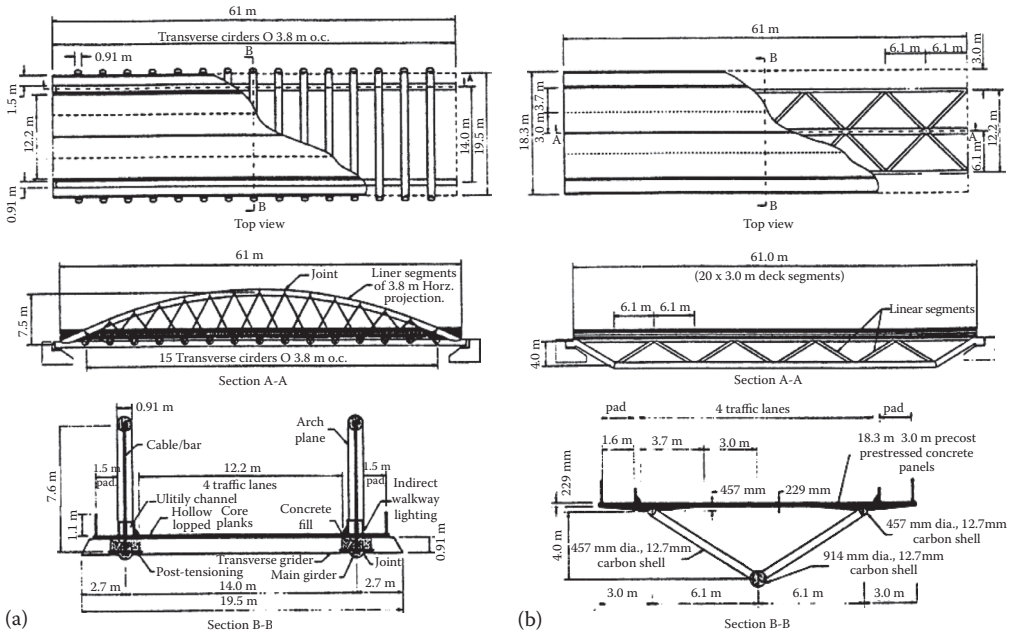 61 m
Transverse cirders O 3.8 m o.c.
B
0.91 m
A
1.5 m
12.2 m
0.91 m
14.0 m
19.5 m
B
Top view
61 m
Joint
Liner segments
of 3.8 m Horz.
projection.
7.5 m
15 Transverse cirders O 3.8 m o.c.
Section A-A
0.91 m
Cable/bar
Arch
plane
7.6 m
1.5 m
pad
12.2 m
4 traffic lanes
1.5 m
pad
Ulitily channel
Hollow
lopped
Core
planks
Concrete
fill
Indirect
walkway
lighting
1.1 m
0.91 m
Transverse grider
Main girder
Joint
Post-tensioning
2.7 m
14.0 m
2.7 m
19.5 m
(a)
Section B-B
61 m
B
6.1 m
6.1 m
3.0 m
18.3 m
3.7 m
3.0 m
A
A
6.1 m
12.2 m
B
Top view
61.0 m
(20 x 3.0 m deck segments)
6.1 m
6.1 m
Linear segments
4.0 m
Section A-A
pad
4 traffic lanes
pad
1.6 m
3.7 m
3.0 m
18.3 m 3.0 m precost
prestressed concrete
panels
229 mm
457 mm
229 mm
4.0 m
457 mm dia., 12.7mm
carbon shell
457 mm dia., 12.7mm
carbon shell
914 mm dia., 12.7mm
carbon shell
3.0 m
6.1 m
6.1 m
3.0 m
(b)
Section B-B